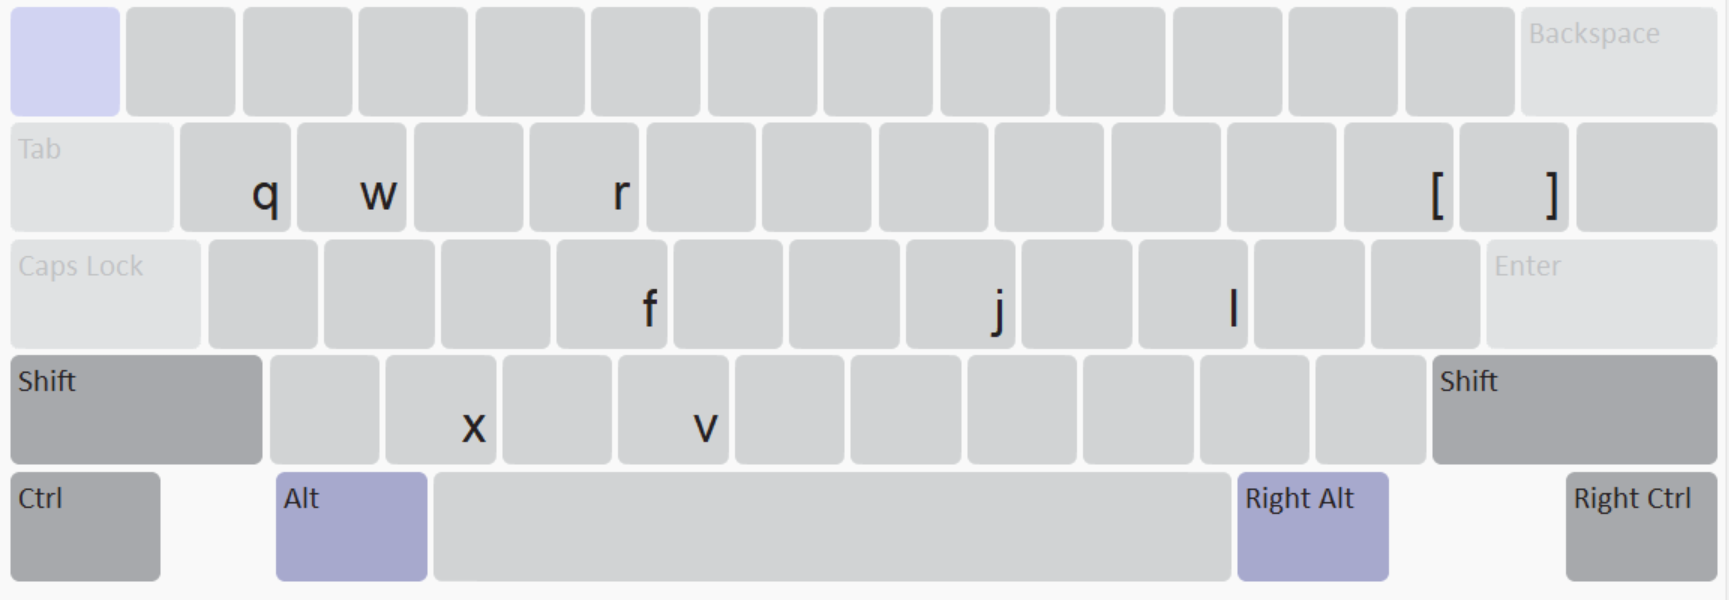 Backspace
Tab q w r [ ]
Caps Lock f j l Enter
Shift x v Shift
Ctrl Alt Right Alt Right Ctrl